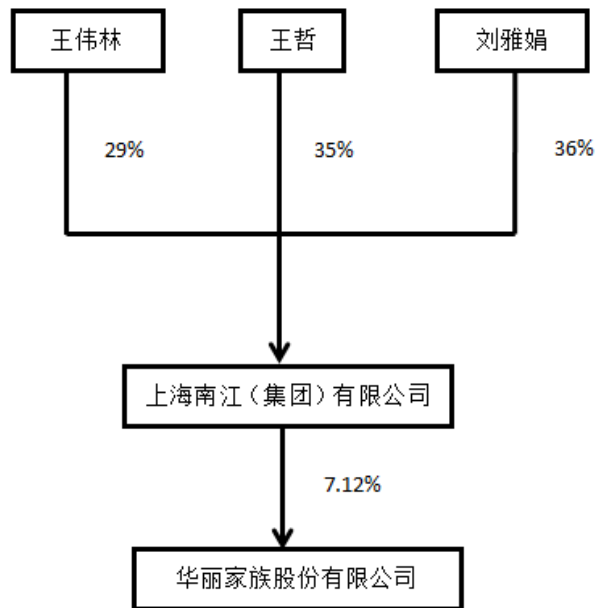 王伟林
王哲
刘雅娟
29%
35%
36%
上海南江（集团）有限公司
7.12%
华丽家族股份有限公司